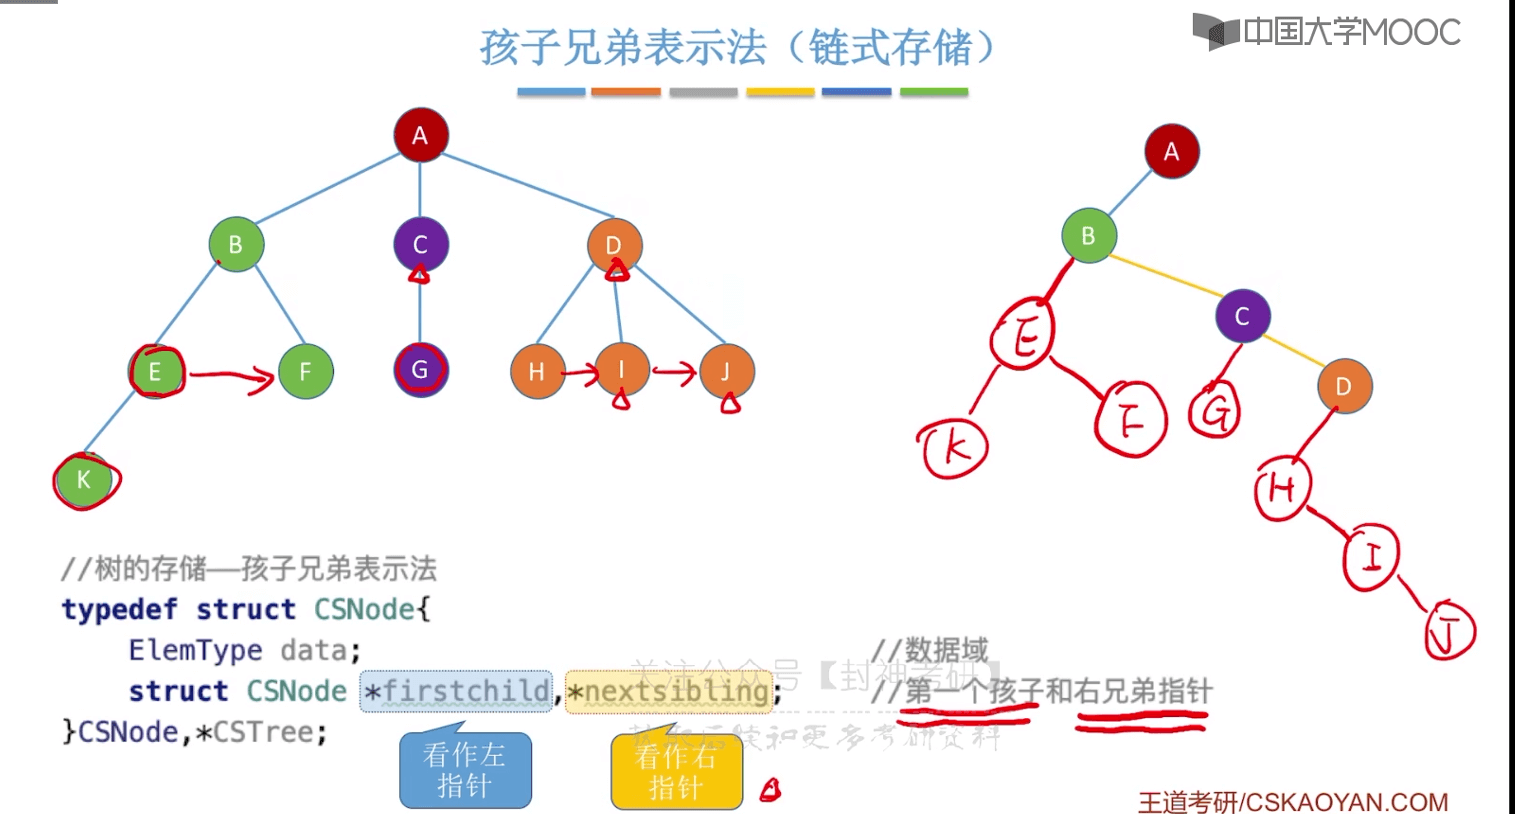 孩子兄弟表示法（链式存储）
中国大学MOOC
A
B
C
D
E
F
G
H
I
J
K
A
B
C
D
E
K
F
G
H
I
J
//树的存储——孩子兄弟表示法
typedef struct CSNode{
ElemType data; //数据域
struct CSNode *firstchild,*nextsibling; //第一个孩子和右兄弟指针
}CSNode,*CSTree;
看作左
指针
看作右
指针
关注公众号【封神考研】
获取后续和更多考研资料
王道考研/CSKAOYAN.COM